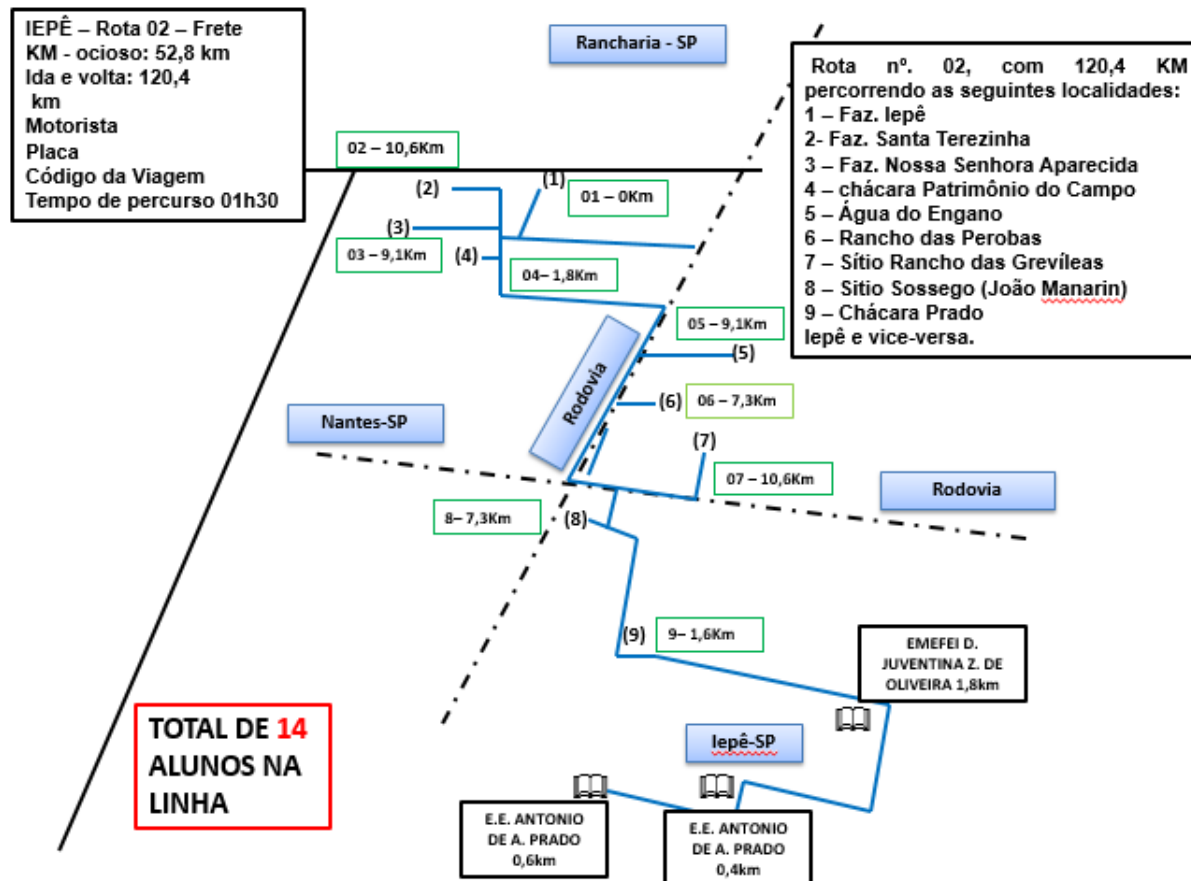 IEPÊ – Rota 02 – Frete
KM - ocioso: 52,8 km
Ida e volta: 120,4
km
Motorista
Placa
Código da Viagem
Tempo de percurso 01h30
Rancharia - SP
Rota nº. 02, com 120,4 KM
percorrendo as seguintes localidades:
1 – Faz. Iepê
2- Faz. Santa Terezinha
3 – Faz. Nossa Senhora Aparecida
4 – chácara Patrimônio do Campo
5 – Água do Engano
6 – Rancho das Perobas
7 – Sítio Rancho das Grevíleas
8 – Sitio Sossego (João Manarin)
9 – Chácara Prado
Iepê e vice-versa.
02 – 10,6Km
(2)
(1)
01 – 0Km
(3)
03 – 9,1Km
(4)
04– 1,8Km
05 – 9,1Km
(5)
Rodovia
(6)
06 – 7,3Km
Nantes-SP
(7)
07 – 10,6Km
Rodovia
8– 7,3Km
(8)
(9)
9– 1,6Km
EMEFEI D.
JUVENTINA Z. DE
OLIVEIRA 1,8km
TOTAL DE 14
ALUNOS NA
LINHA
Iepê-SP
E.E. ANTONIO
DE A. PRADO
0,6km
E.E. ANTONIO
DE A. PRADO
0,4km